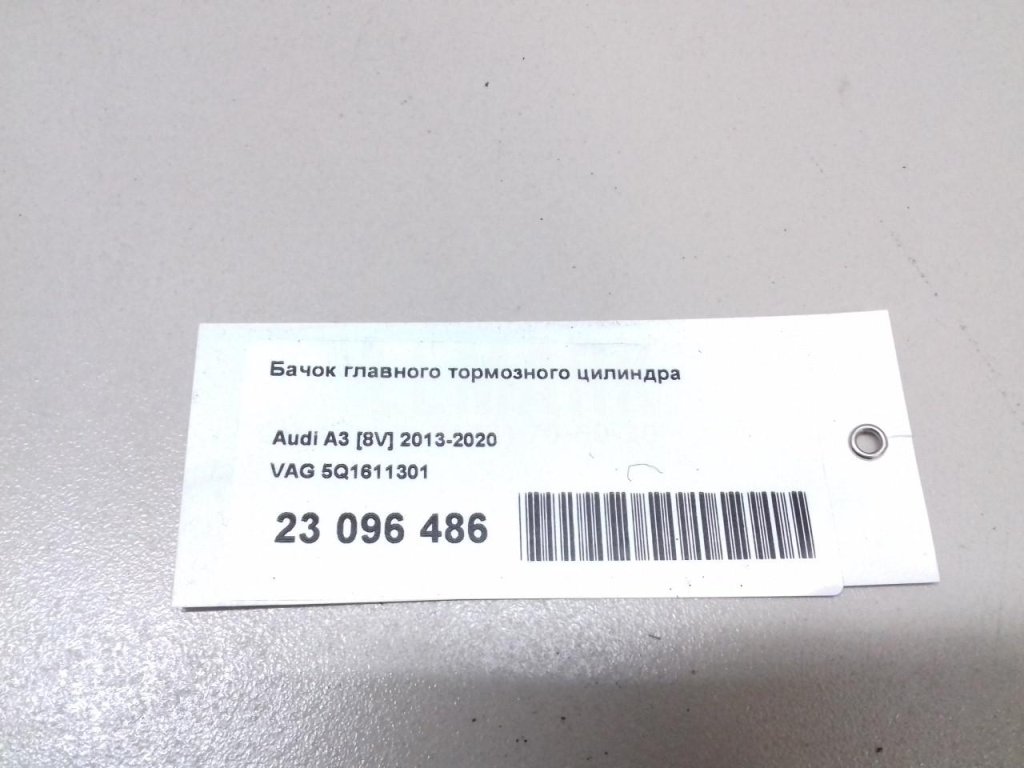 Бачок главного тормозного цилиндра
Audi A3 [8V] 2013-2020
VAG 5Q1611301
23 096 486